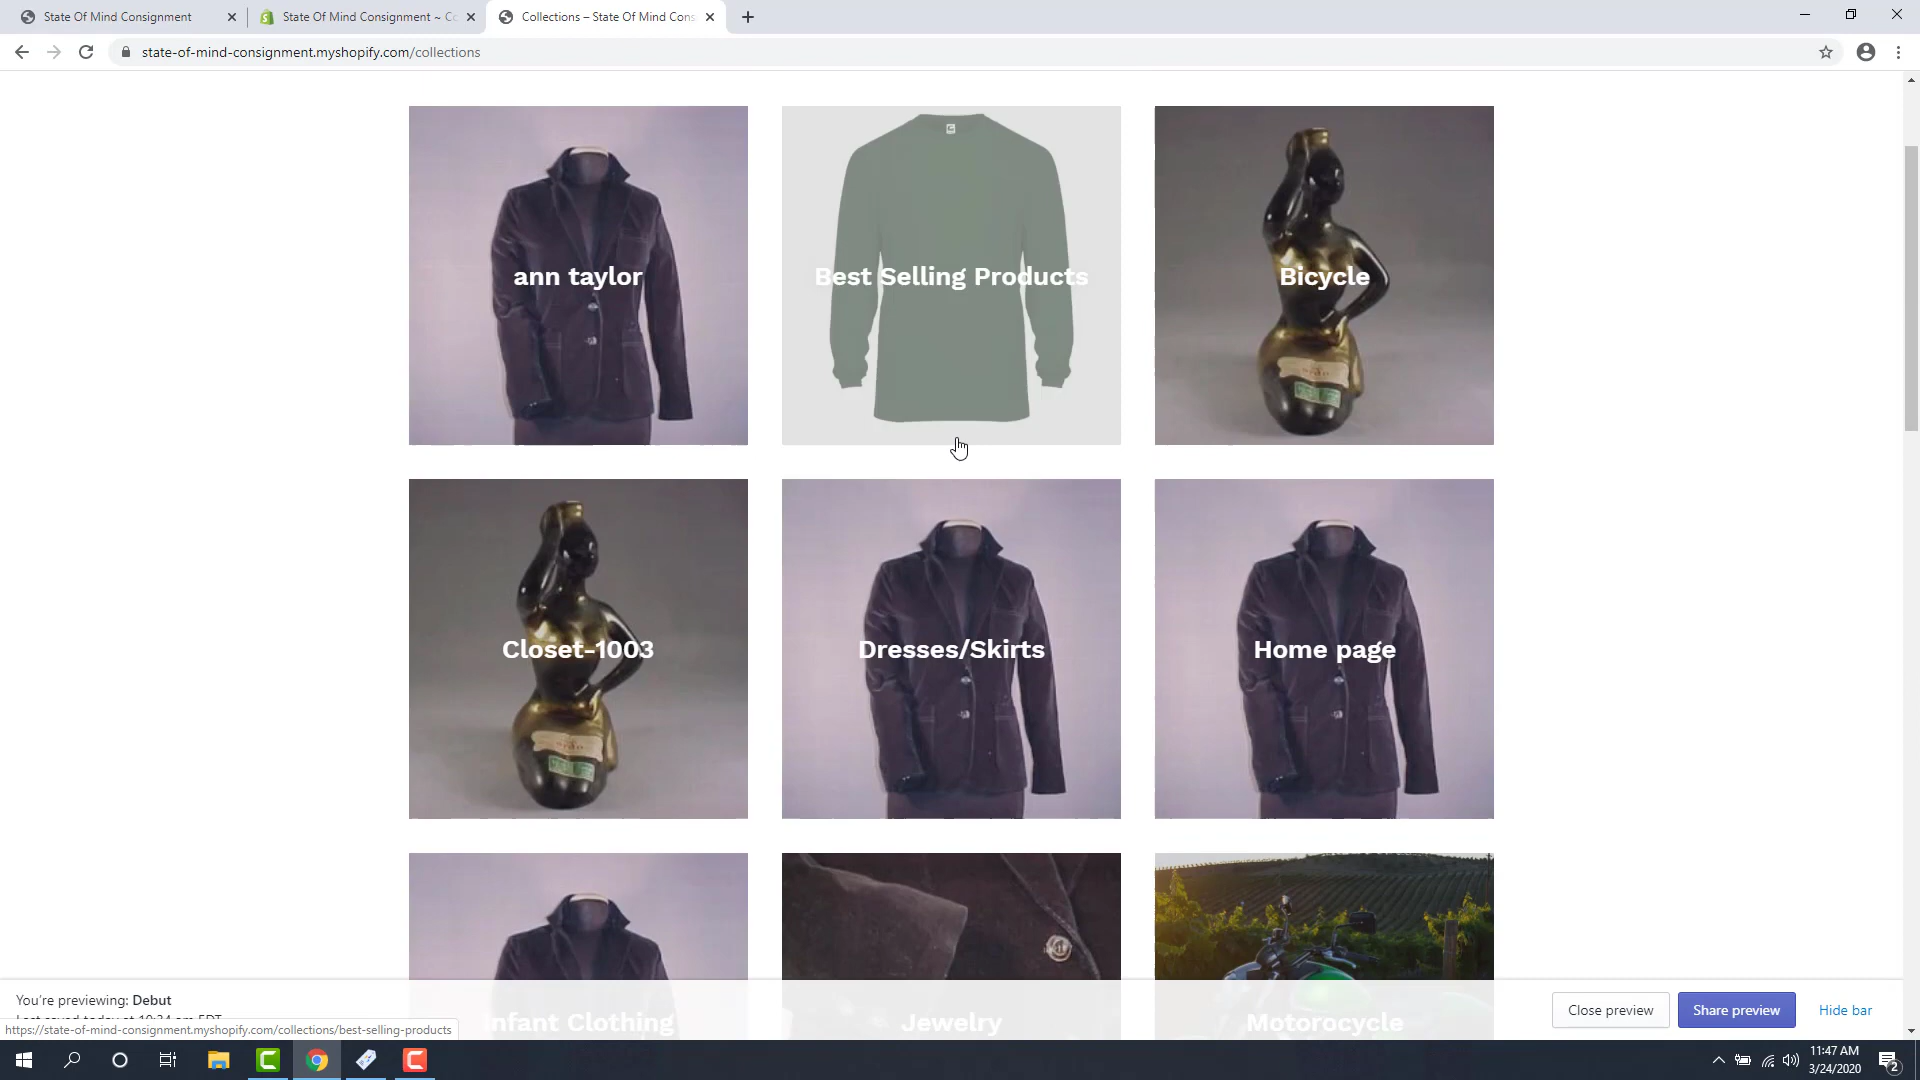 State Of Mind Consignment
State Of Mind Consignment ~ Co
Collections – State Of Mind Cons
state-of-mind-consignment.myshopify.com/collections
ann taylor
Best Selling Products
Bicycle
Closet-1003
Dresses/Skirts
Home page
Infant Clothing
Jewelry
Motorocycle
You're previewing: Debut
Last saved today at 10:34 am EDT
Close preview
Share preview
Hide bar
https://state-of-mind-consignment.myshopify.com/collections/best-selling-products
11:47 AM
3/24/2020
2